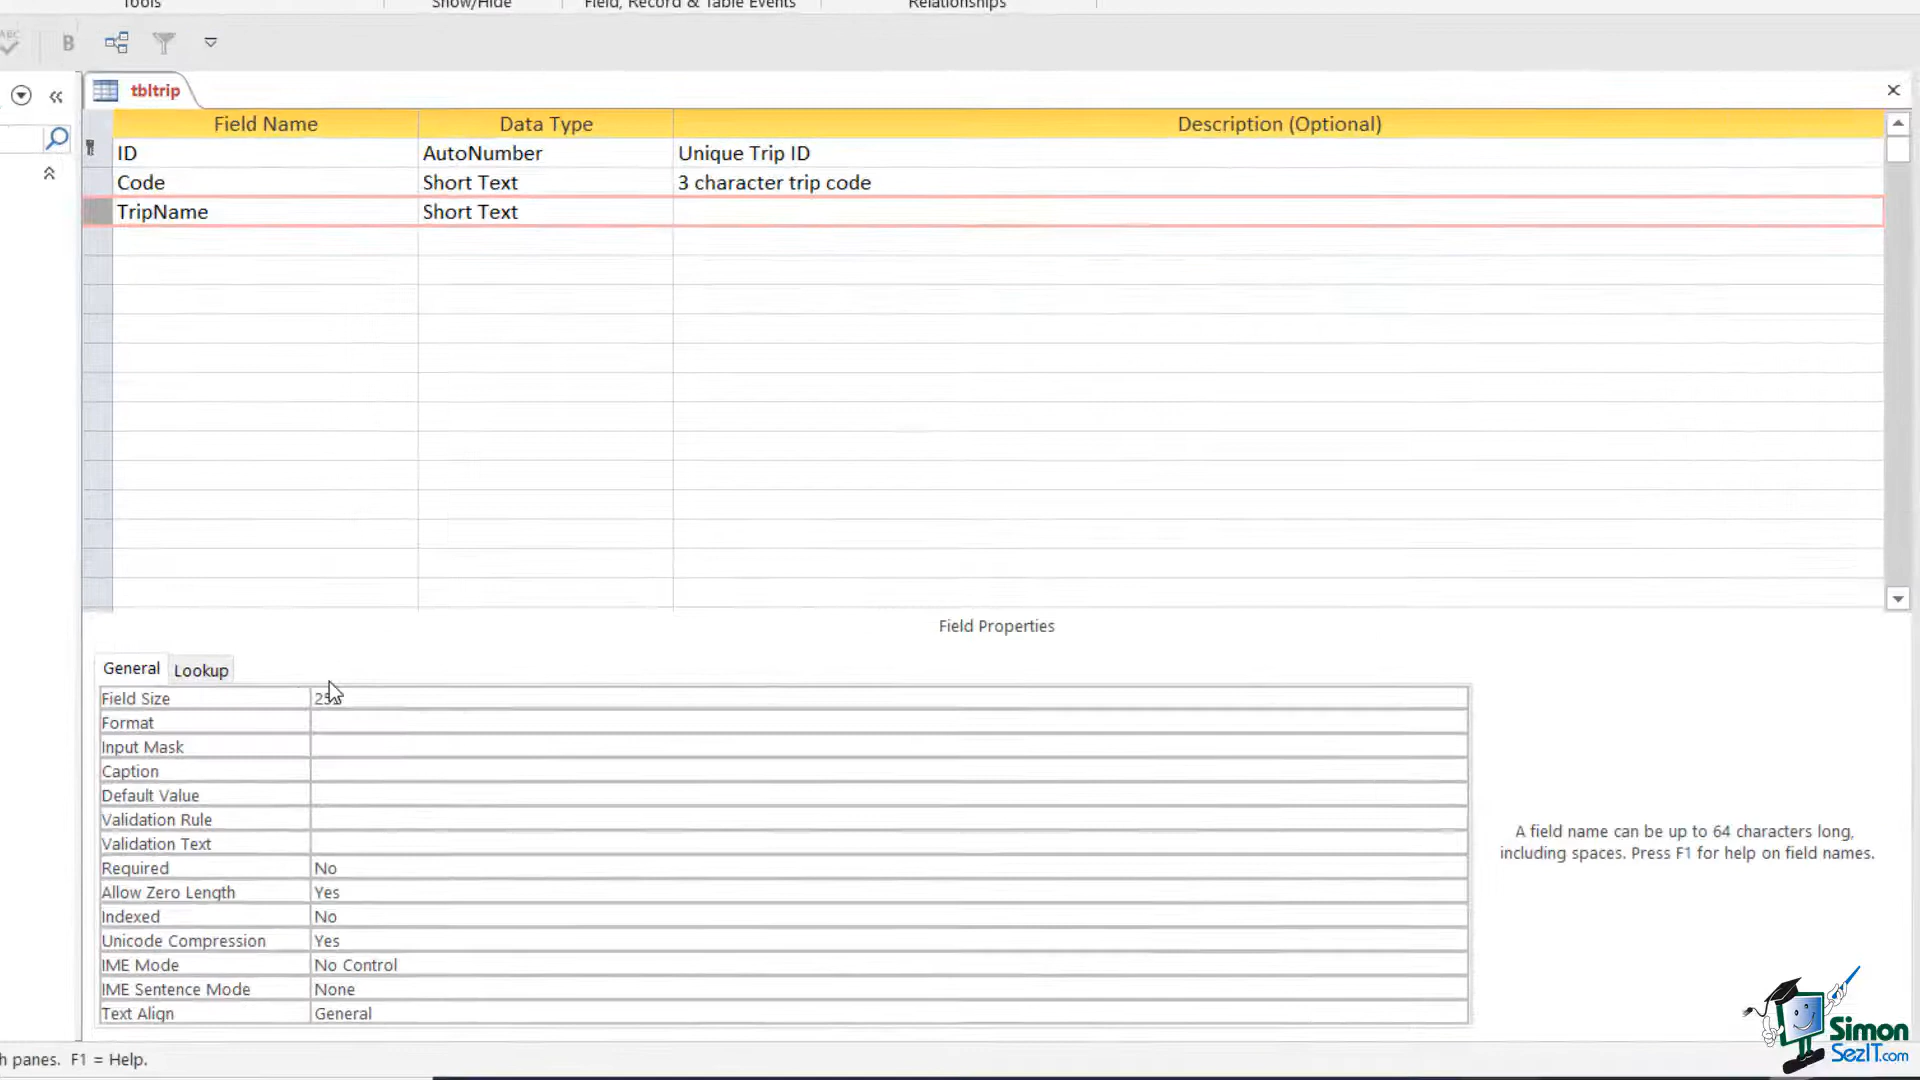 Tools Show/Hide Field, Record & Table Events Relationships
ABC B
tbltrip
Field Name Data Type Description (Optional)
ID AutoNumber Unique Trip ID
Code Short Text 3 character trip code
TripName Short Text
Field Properties
General Lookup
Field Size
Format
Input Mask
Caption
Default Value
Validation Rule
Validation Text
Required No
Allow Zero Length Yes
Indexed No
Unicode Compression Yes
IME Mode No Control
IME Sentence Mode None
Text Align General
A field name can be up to 64 characters long,
including spaces. Press F1 for help on field names.
panes. F1 = Help.
Simon
SezIT.com